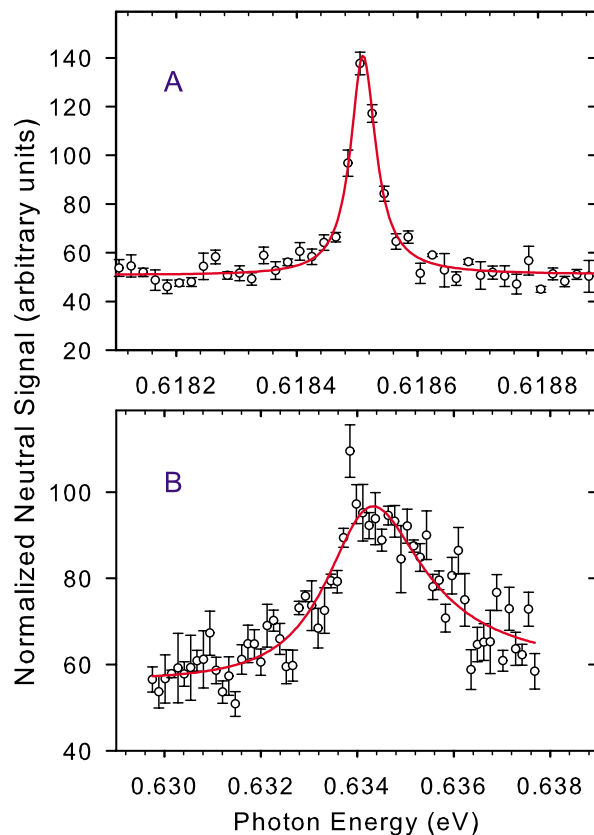 Normalized Neutral Signal (arbitrary units)
A
140
120
100
80
60
40
20
0.6182 0.6184 0.6186 0.6188
B
100
80
60
40
0.630 0.632 0.634 0.636 0.638
Photon Energy (eV)